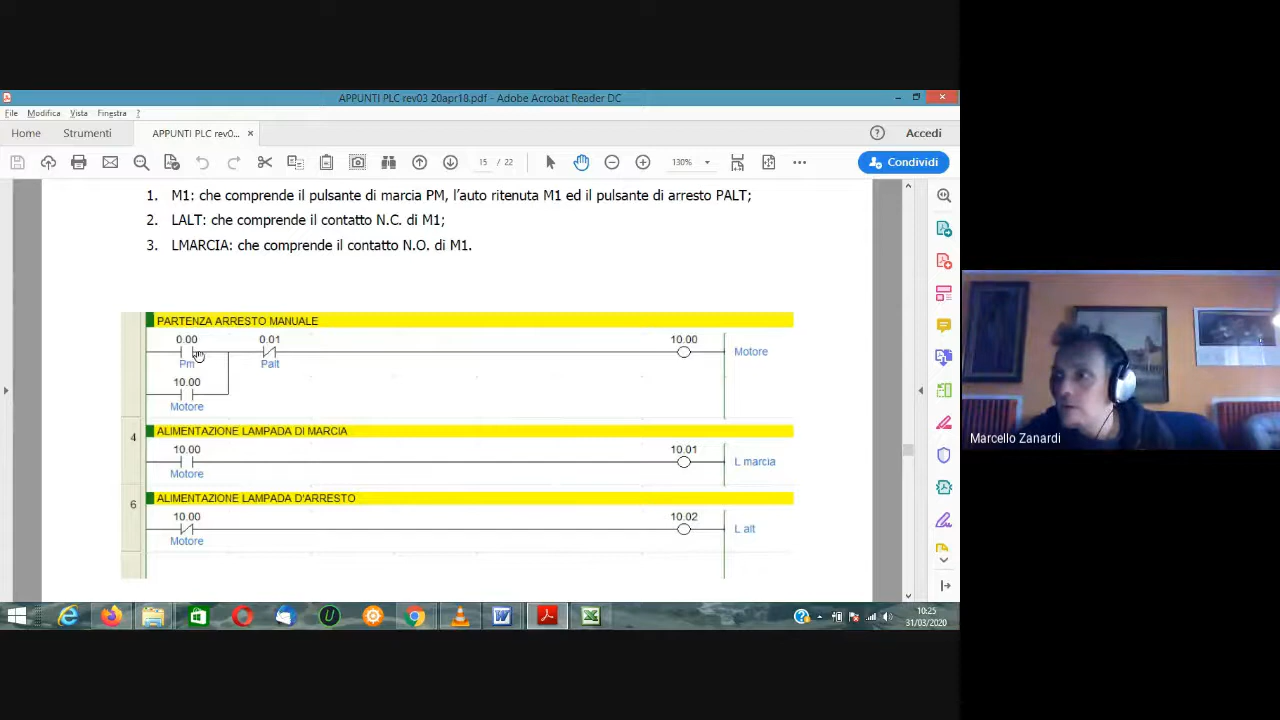 APPUNTI PLC rev03 20apr18.pdf - Adobe Acrobat Reader DC
File Modifica Vista Finestra ?
Home Strumenti APPUNTI PLC rev0... × Accedi
15 / 22 130% Condividi
1. M1: che comprende il pulsante di marcia PM, l'auto ritenuta M1 ed il pulsante di arresto PALT;
2. LALT: che comprende il contatto N.C. di M1;
3. LMARCIA: che comprende il contatto N.O. di M1.
PARTENZA ARRESTO MANUALE
0.00 0.01 10.00
Motore
Pm Palt
10.00
Motore
4 ALIMENTAZIONE LAMPADA DI MARCIA
10.00 10.01
L marcia
Motore
6 ALIMENTAZIONE LAMPADA D'ARRESTO
10.00 10.02
L alt
Motore
Marcello Zanardi
10:25
31/03/2020